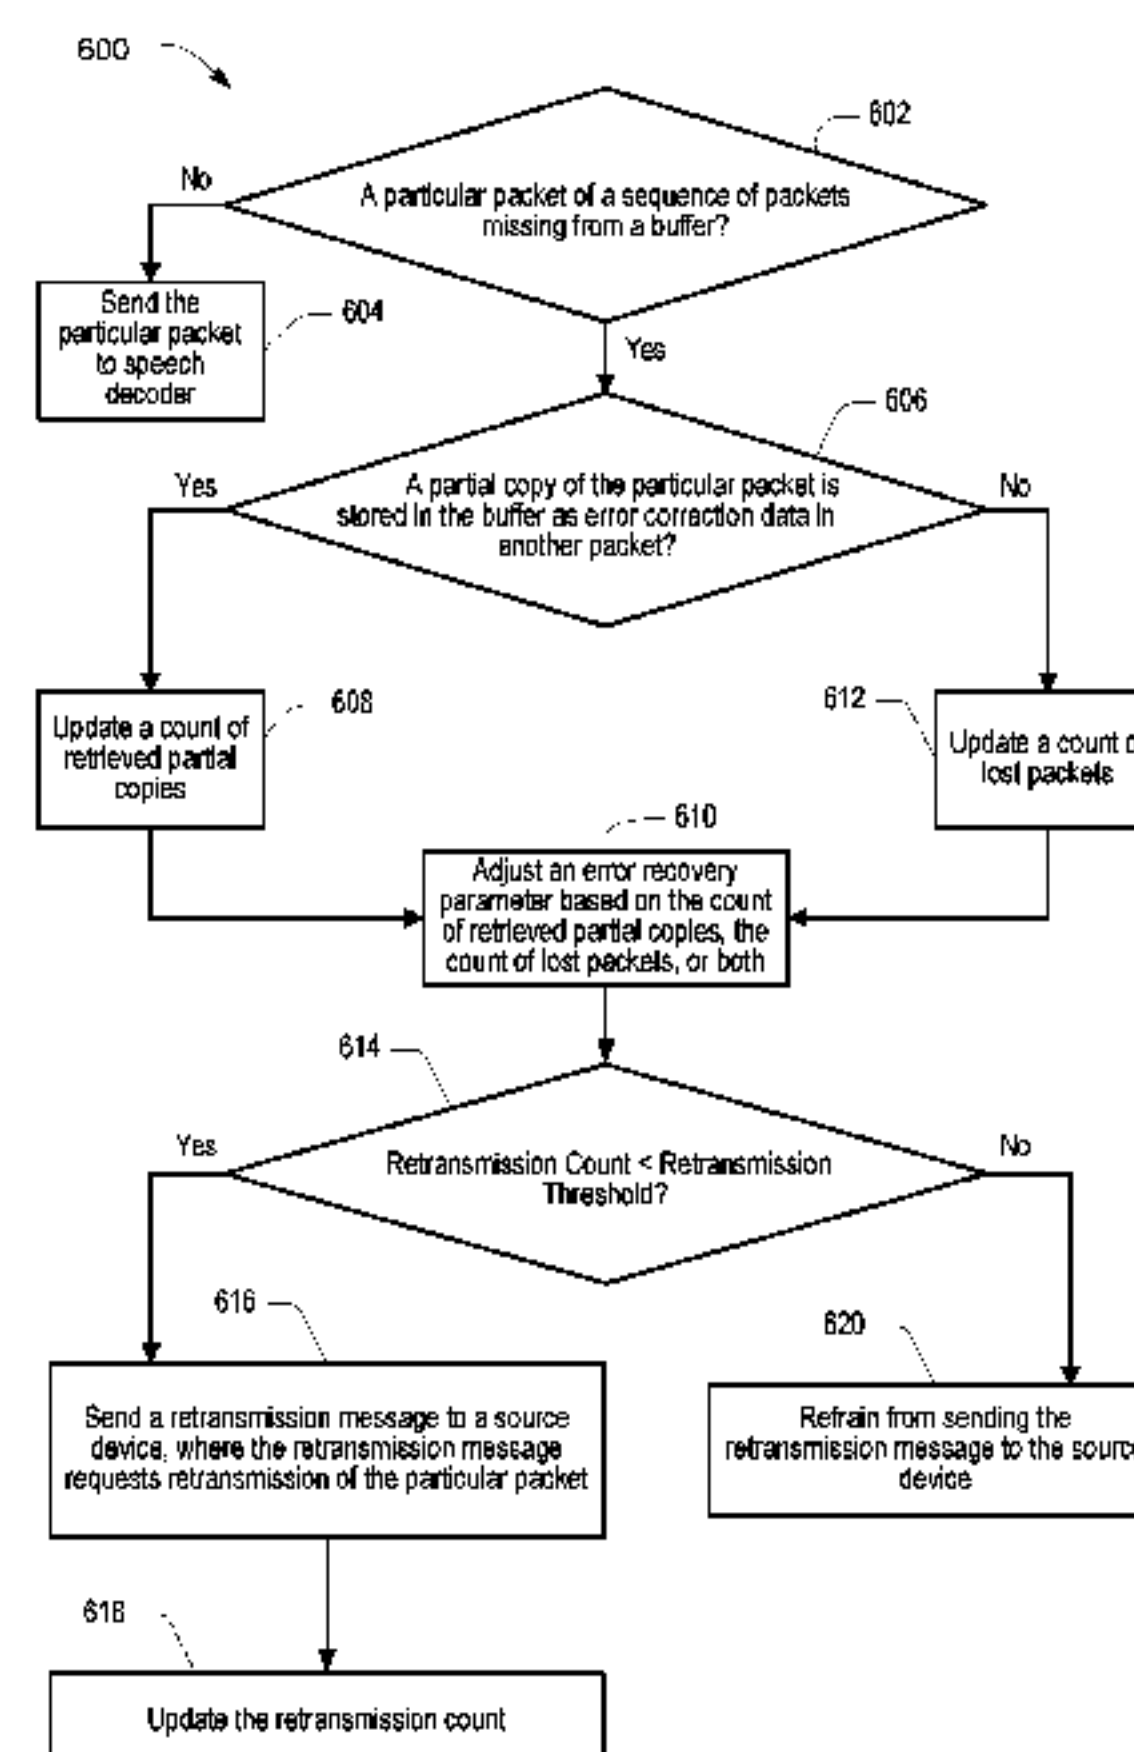 600
602
No
A particular packet of a sequence of packets
missing from a buffer?
Send the
particular packet
to speech
decoder
604
Yes
606
Yes
A partial copy of the particular packet is
stored in the buffer as error correction data in
another packet?
No
Update a count of
retrieved partial
copies
608
612
Update a count
lost packets
610
Adjust an error recovery
parameter based on the count
of retrieved partial copies, the
count of lost packets, or both
614
Yes
Retransmission Count < Retransmission
Threshold?
No
616
620
Send a retransmission message to a source
device, where the retransmission message
requests retransmission of the particular packet
Refrain from sending the
retransmission message to the source
device
618
Update the retransmission count